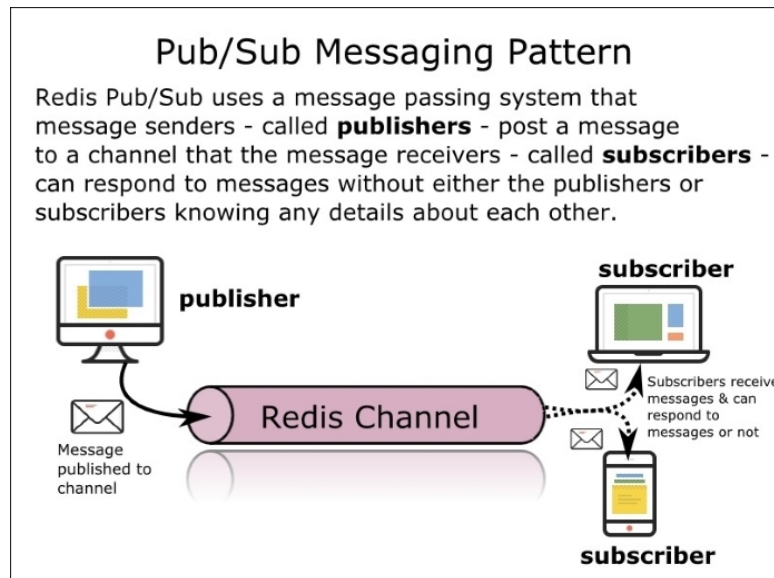 Pub/Sub Messaging Pattern
Redis Pub/Sub uses a message passing system that
message senders - called publishers - post a message
to a channel that the message receivers - called subscribers -
can respond to messages without either the publishers or
subscribers knowing any details about each other.
publisher
subscriber
Redis Channel
Message
published to
channel
Subscribers receive
messages & can
respond to
messages or not
subscriber